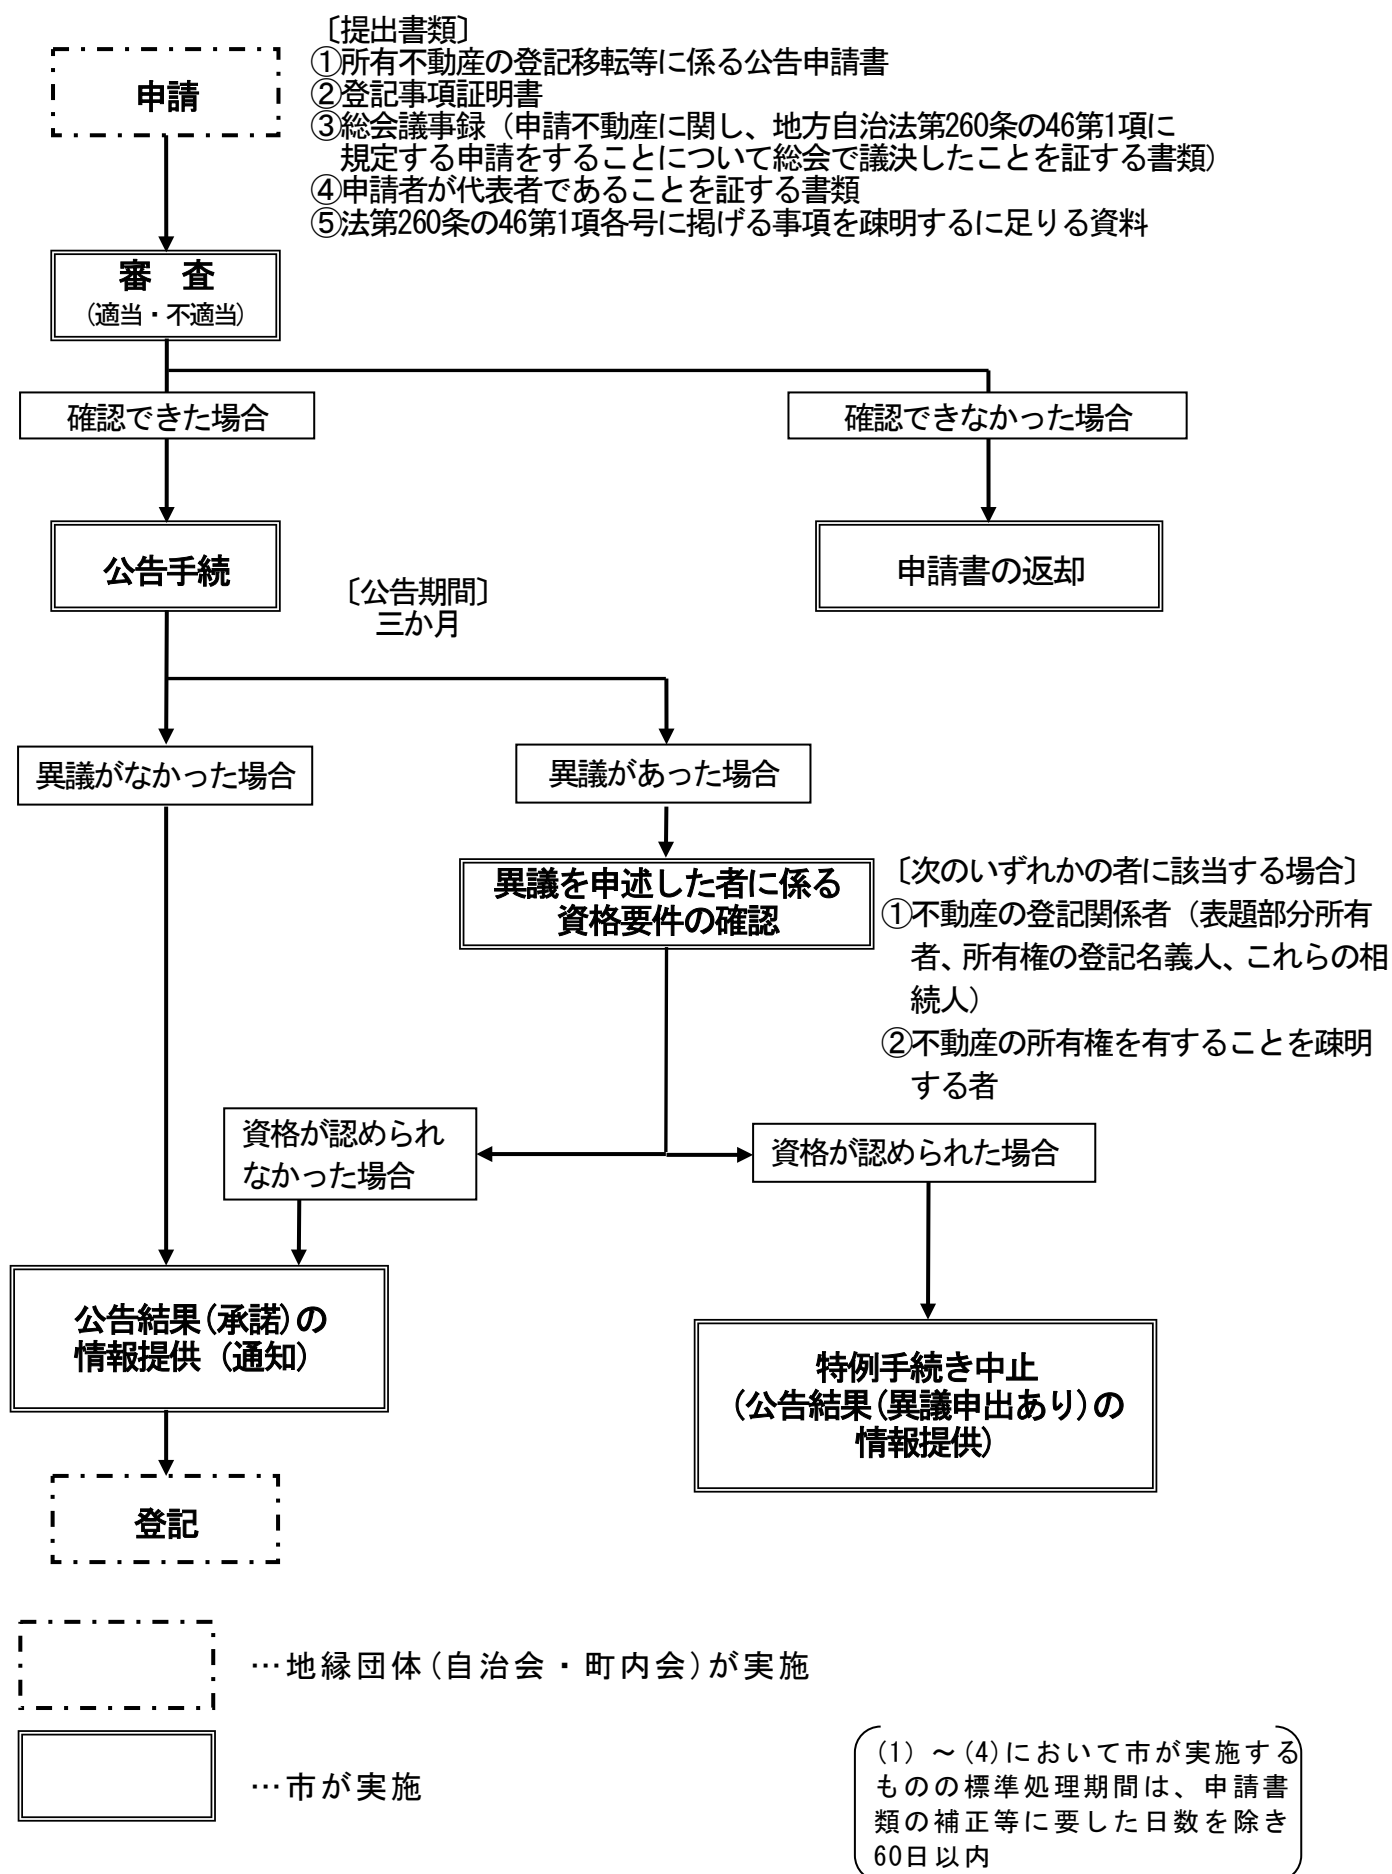 〔提出書類〕
①所有不動産の登記移転等に係る公告申請書
②登記事項証明書
③総会議事録（申請不動産に関し、地方自治法第260条の46第1項に
規定する申請をすることについて総会で議決したことを証する書類）
④申請者が代表者であることを証する書類
⑤法第260条の46第1項各号に掲げる事項を疎明するに足りる資料
申請
審　査
（適当・不適当）
確認できた場合
確認できなかった場合
公告手続
申請書の返却
〔公告期間〕
三か月
異議がなかった場合
異議があった場合
異議を申述した者に係る
資格要件の確認
〔次のいずれかの者に該当する場合〕
①不動産の登記関係者（表題部分所有
者、所有権の登記名義人、これらの相
続人）
②不動産の所有権を有することを疎明
する者
資格が認められ
なかった場合
資格が認められた場合
公告結果(承諾)の
情報提供（通知）
特例手続き中止
(公告結果(異議申出あり)の
情報提供)
登記
…地縁団体(自治会・町内会)が実施
…市が実施
(1)～(4)において市が実施する
ものの標準処理期間は、申請書
類の補正等に要した日数を除き
60日以内